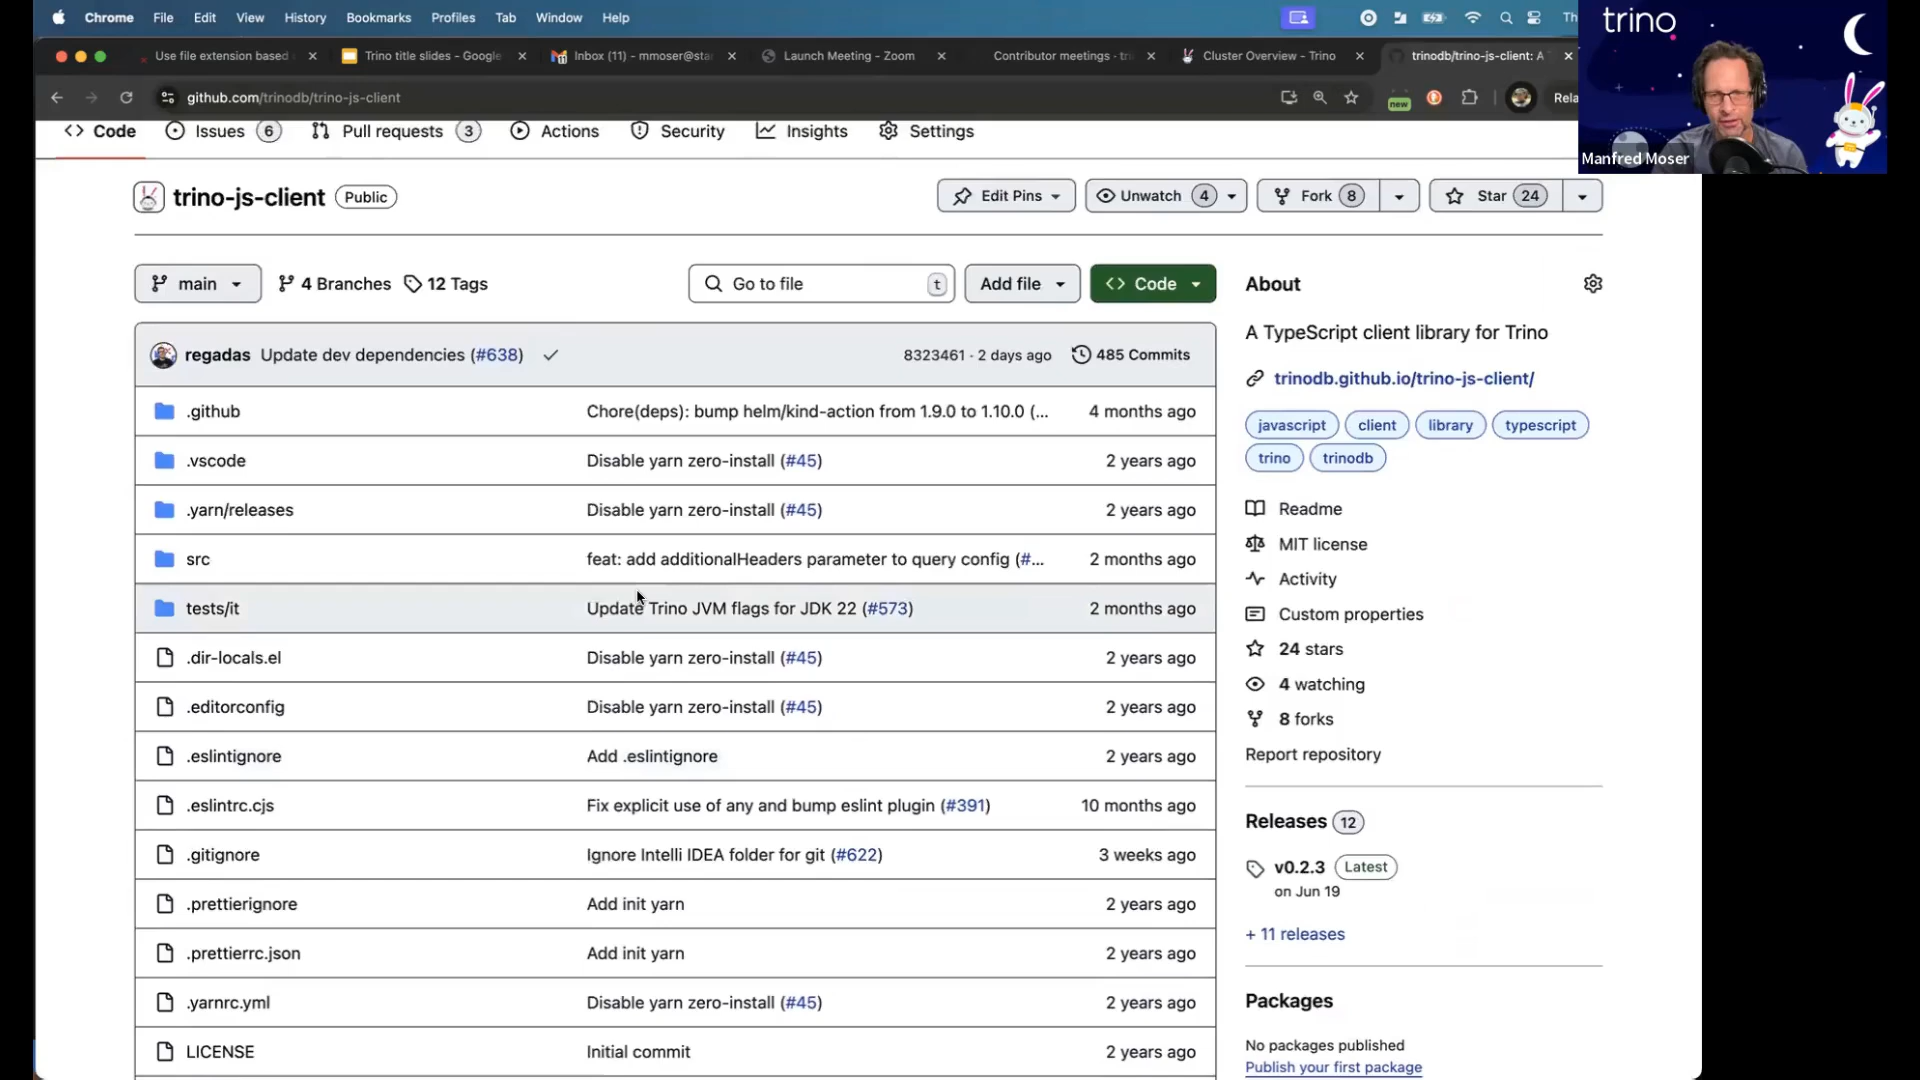 Chrome File Edit View History Bookmarks Profiles Tab Window Help Th
Use file extension based Trino title slides - Google Inbox (11) - mmoser@star Launch Meeting - Zoom Contributor meetings - tri Cluster Overview - Trino trinodb/trino-js-client: A T
github.com/trinodb/trino-js-client new Rela
trino
Manfred Moser
Code Issues 6 Pull requests 3 Actions Security Insights Settings
trino-js-client Public Edit Pins Unwatch 4 Fork 8 Star 24
main 4 Branches 12 Tags Go to file t Add file Code
regadas Update dev dependencies (#638) 8323461 · 2 days ago 485 Commits
.github Chore(deps): bump helm/kind-action from 1.9.0 to 1.10.0 (... 4 months ago
.vscode Disable yarn zero-install (#45) 2 years ago
.yarn/releases Disable yarn zero-install (#45) 2 years ago
src feat: add additionalHeaders parameter to query config (#... 2 months ago
tests/it Update Trino JVM flags for JDK 22 (#573) 2 months ago
.dir-locals.el Disable yarn zero-install (#45) 2 years ago
.editorconfig Disable yarn zero-install (#45) 2 years ago
.eslintignore Add .eslintignore 2 years ago
.eslintrc.cjs Fix explicit use of any and bump eslint plugin (#391) 10 months ago
.gitignore Ignore Intelli IDEA folder for git (#622) 3 weeks ago
.prettierignore Add init yarn 2 years ago
.prettierrc.json Add init yarn 2 years ago
.yarnrc.yml Disable yarn zero-install (#45) 2 years ago
LICENSE Initial commit 2 years ago
About
A TypeScript client library for Trino
trinodb.github.io/trino-js-client/
javascript client library typescript
trino trinodb
Readme
MIT license
Activity
Custom properties
24 stars
4 watching
8 forks
Report repository
Releases 12
v0.2.3 Latest
on Jun 19
+ 11 releases
Packages
No packages published
Publish your first package